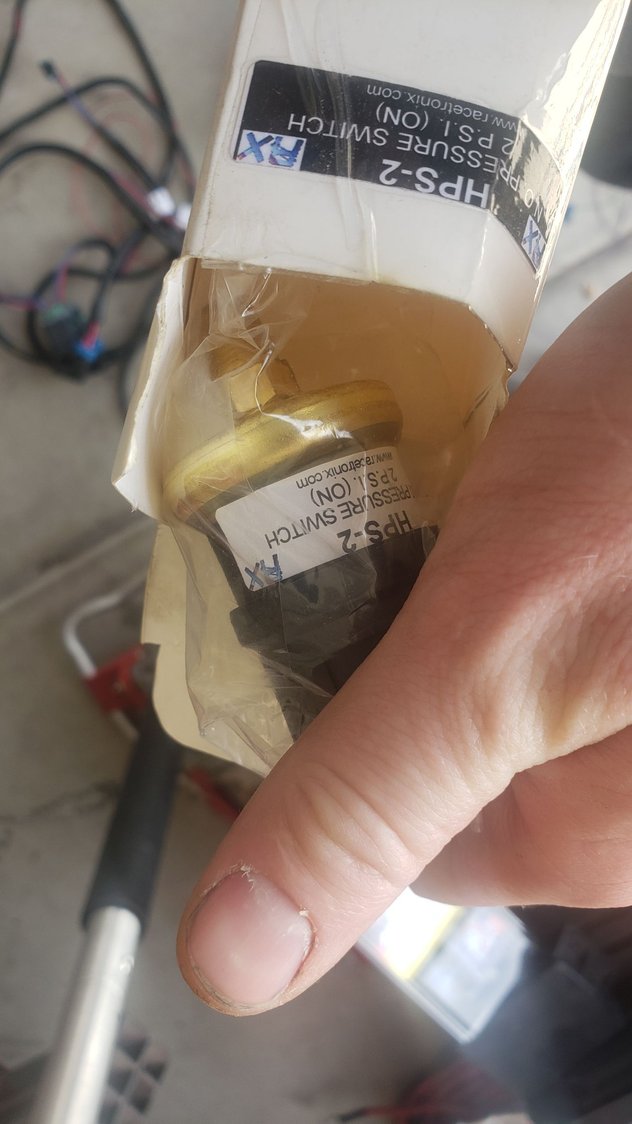 HPS-2
RX
N.O. PRESSURE SWITCH
2 P.S.I. (ON)
www.racetronix.com
RX
HPS-2
RX
PRESSURE SWITCH
2 P.S.I. (ON)
www.racetronix.com